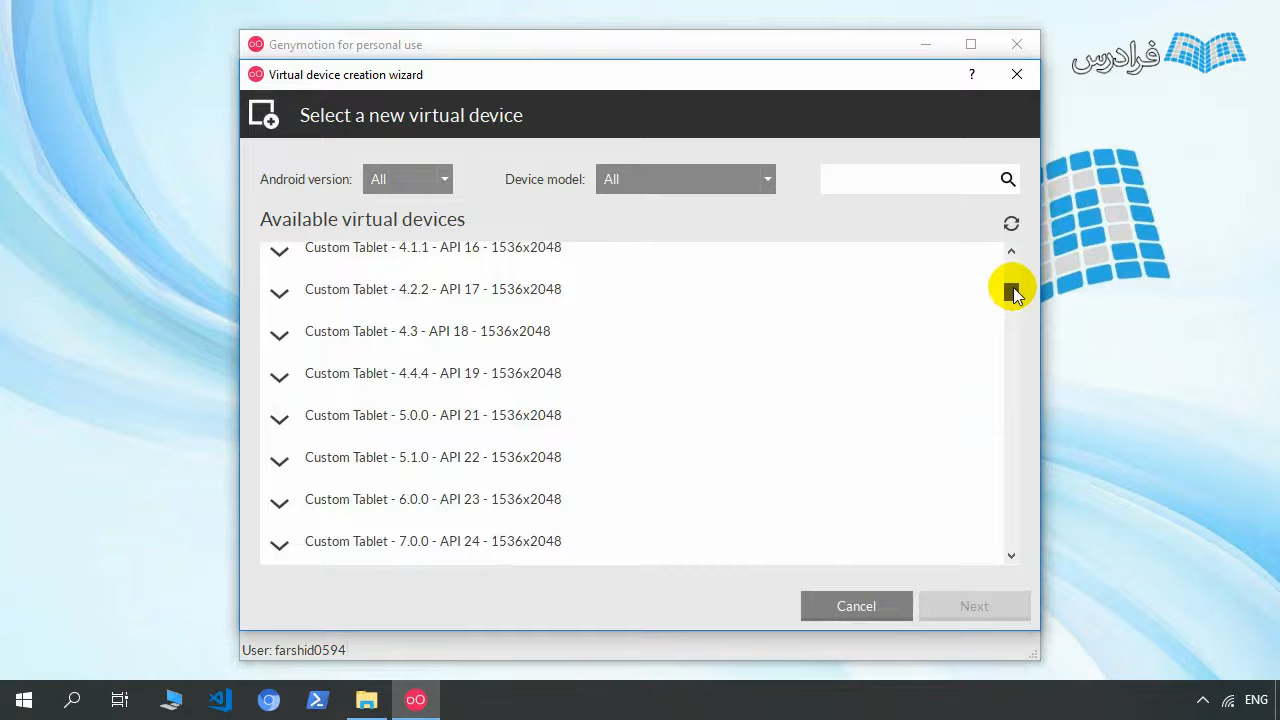 Genymotion for personal use
فرادرس
Virtual device creation wizard
?
Select a new virtual device
Android version: All Device model: All
Available virtual devices
Custom Tablet - 4.1.1 - API 16 - 1536x2048
Custom Tablet - 4.2.2 - API 17 - 1536x2048
Custom Tablet - 4.3 - API 18 - 1536x2048
Custom Tablet - 4.4.4 - API 19 - 1536x2048
Custom Tablet - 5.0.0 - API 21 - 1536x2048
Custom Tablet - 5.1.0 - API 22 - 1536x2048
Custom Tablet - 6.0.0 - API 23 - 1536x2048
Custom Tablet - 7.0.0 - API 24 - 1536x2048
Cancel Next
User: farshid0594
ENG